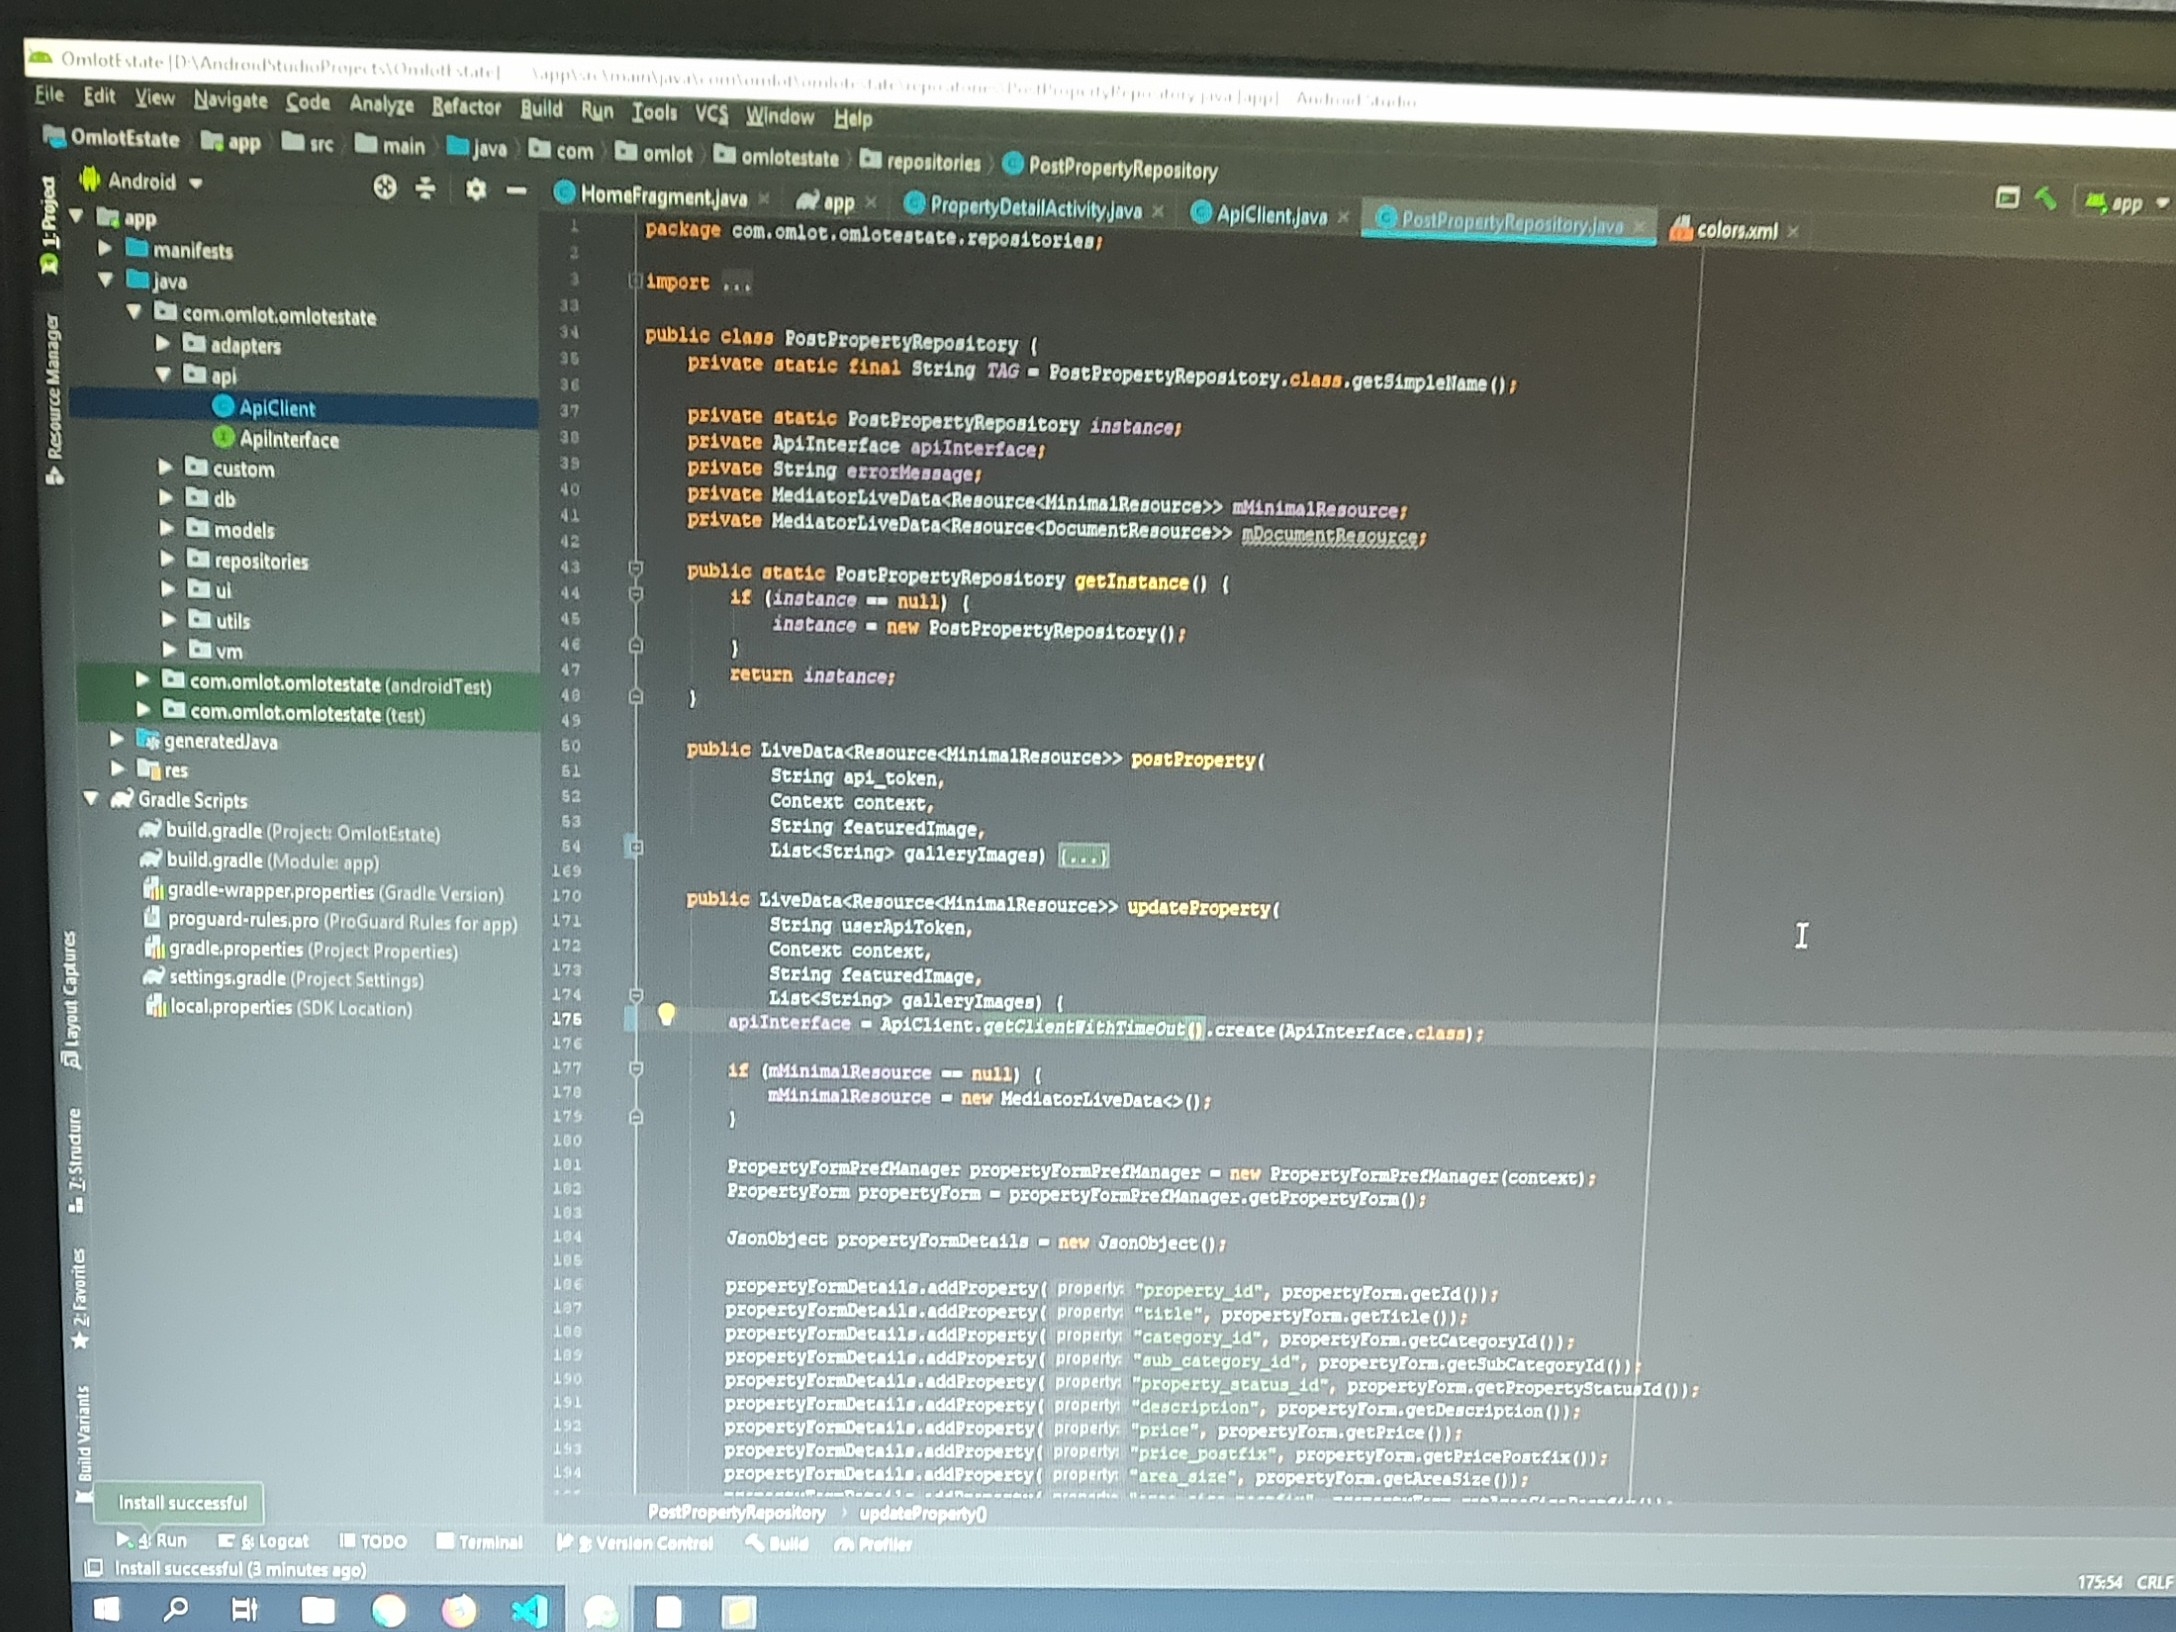 OmlotEstate [D:\AndroidStudioProjects\OmlotEstate] ...\app\src\main\java\com\omlot\omlotestate\repositories\PostPropertyRepository.java [app] - Android Studio
File Edit View Navigate Code Analyze Refactor Build Run Tools VCS Window Help
OmlotEstate app src main java com omlot omlotestate repositories PostPropertyRepository
Android
HomeFragment.java app PropertyDetailActivity.java ApiClient.java PostPropertyRepository.java colors.xml
app
1: Project
Resource Manager
Layout Captures
7: Structure
2: Favorites
Build Variants
app
manifests
java
com.omlot.omlotestate
adapters
api
ApiClient
ApiInterface
custom
db
models
repositories
ui
utils
vm
com.omlot.omlotestate (androidTest)
com.omlot.omlotestate (test)
generatedJava
res
Gradle Scripts
build.gradle (Project: OmlotEstate)
build.gradle (Module: app)
gradle-wrapper.properties (Gradle Version)
proguard-rules.pro (ProGuard Rules for app)
gradle.properties (Project Properties)
settings.gradle (Project Settings)
local.properties (SDK Location)
1 package com.omlot.omlotestate.repositories;
2
3 import ...
33
34 public class PostPropertyRepository {
35 private static final String TAG = PostPropertyRepository.class.getSimpleName();
36
37 private static PostPropertyRepository instance;
38 private ApiInterface apiInterface;
39 private String errorMessage;
40 private MediatorLiveData<Resource<MinimalResource>> mMinimalResource;
41 private MediatorLiveData<Resource<DocumentResource>> mDocumentResource;
42
43 public static PostPropertyRepository getInstance() {
44 if (instance == null) {
45 instance = new PostPropertyRepository();
46 }
47 return instance;
48 }
49
50 public LiveData<Resource<MinimalResource>> postProperty(
51 String api_token,
52 Context context,
53 String featuredImage,
54 List<String> galleryImages) {...}
169
170 public LiveData<Resource<MinimalResource>> updateProperty(
171 String userApiToken,
172 Context context,
173 String featuredImage,
174 List<String> galleryImages) {
175 apiInterface = ApiClient.getClientWithTimeOut().create(ApiInterface.class);
176
177 if (mMinimalResource == null) {
178 mMinimalResource = new MediatorLiveData<>();
179 }
180
181 PropertyFormPrefManager propertyFormPrefManager = new PropertyFormPrefManager(context);
182 PropertyForm propertyForm = propertyFormPrefManager.getPropertyForm();
183
184 JsonObject propertyFormDetails = new JsonObject();
185
186 propertyFormDetails.addProperty( property: "property_id", propertyForm.getId());
187 propertyFormDetails.addProperty( property: "title", propertyForm.getTitle());
188 propertyFormDetails.addProperty( property: "category_id", propertyForm.getCategoryId());
189 propertyFormDetails.addProperty( property: "sub_category_id", propertyForm.getSubCategoryId());
190 propertyFormDetails.addProperty( property: "property_status_id", propertyForm.getPropertyStatusId());
191 propertyFormDetails.addProperty( property: "description", propertyForm.getDescription());
192 propertyFormDetails.addProperty( property: "price", propertyForm.getPrice());
193 propertyFormDetails.addProperty( property: "price_postfix", propertyForm.getPricePostfix());
194 propertyFormDetails.addProperty( property: "area_size", propertyForm.getAreaSize());
PostPropertyRepository › updateProperty()
Install successful
4: Run 6: Logcat TODO Terminal 9: Version Control Build Profiler
Install successful (3 minutes ago)
175:54 CRLF